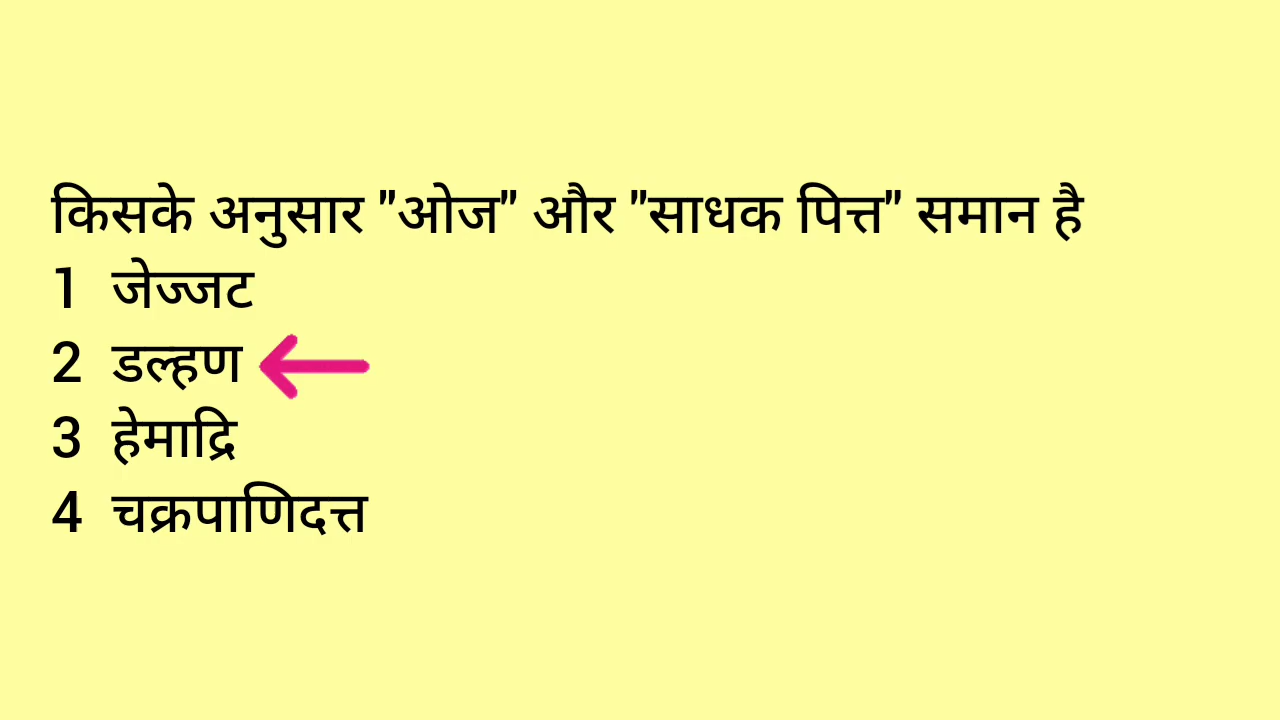 किसके अनुसार "ओज" और "साधक पित्त" समान है
1 जेज्जट
2 डल्हण
3 हेमाद्रि
4 चक्रपाणिदत्त